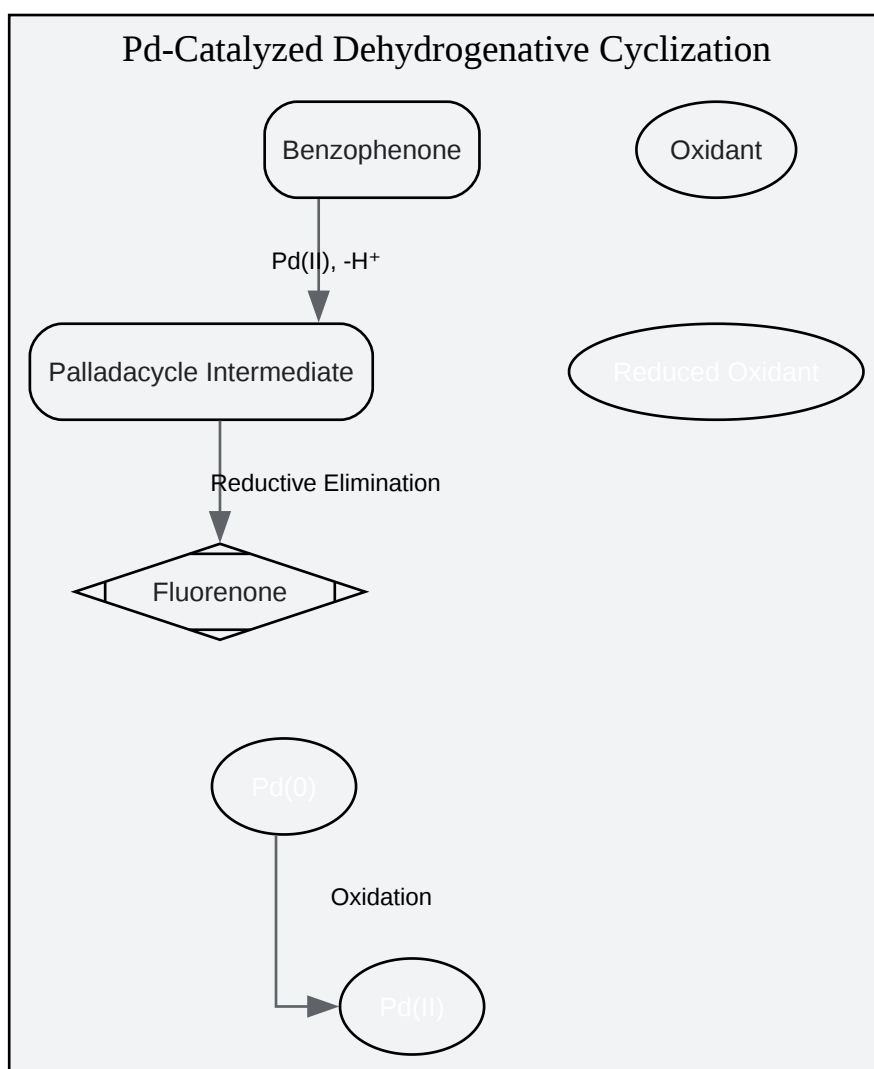 Pd-Catalyzed Dehydrogenative Cyclization
Benzophenone
Oxidant
Pd(II), -H⁺
Palladacycle Intermediate
Reduced Oxidant
Reductive Elimination
Fluorenone
Pd(0)
Oxidation
Pd(II)